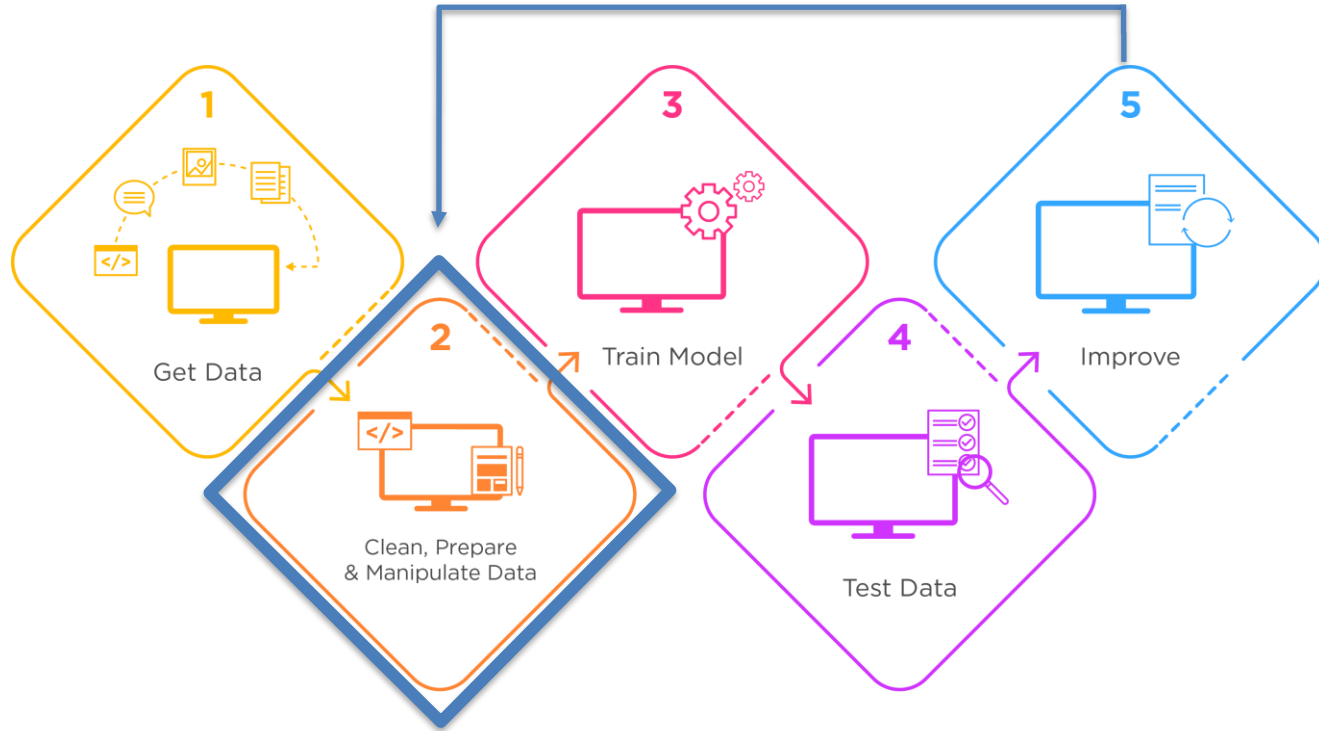 1
</>
Get Data
2
</>
Clean, Prepare
& Manipulate Data
3
Train Model
4
Test Data
5
Improve